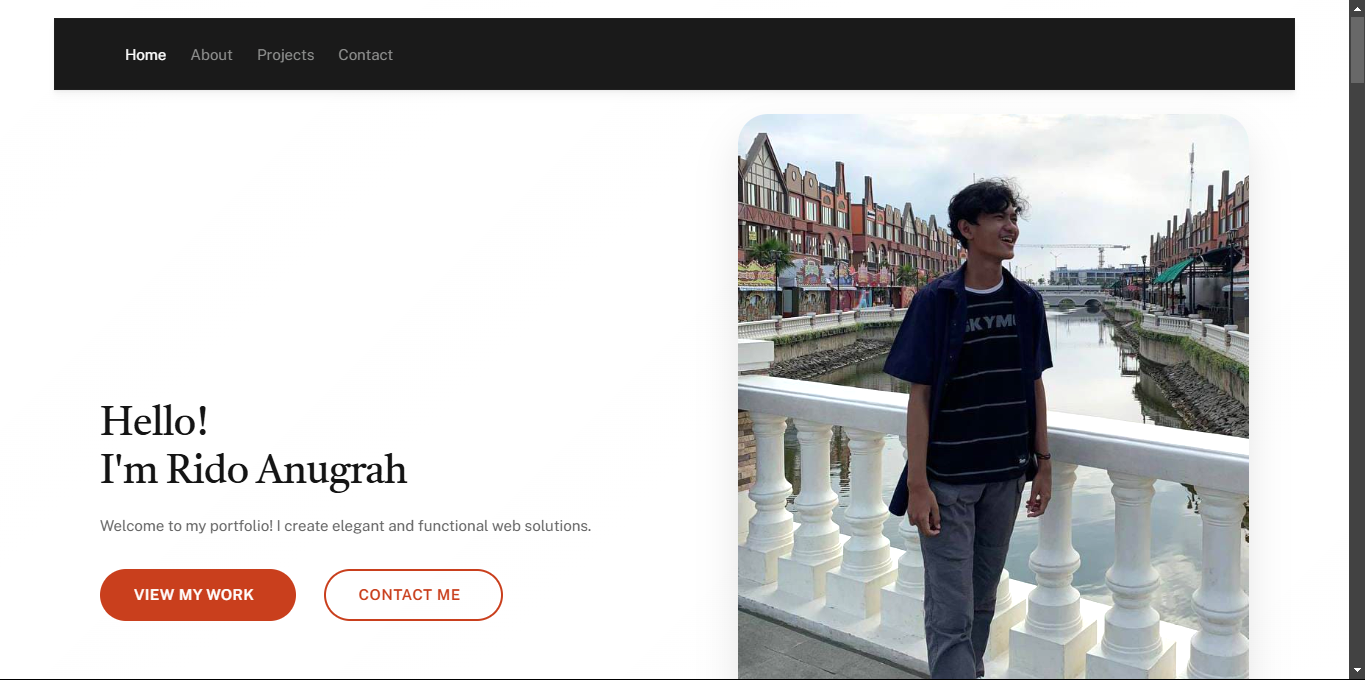 Home About Projects Contact
Hello!
I'm Rido Anugrah
Welcome to my portfolio! I create elegant and functional web solutions.
VIEW MY WORK CONTACT ME